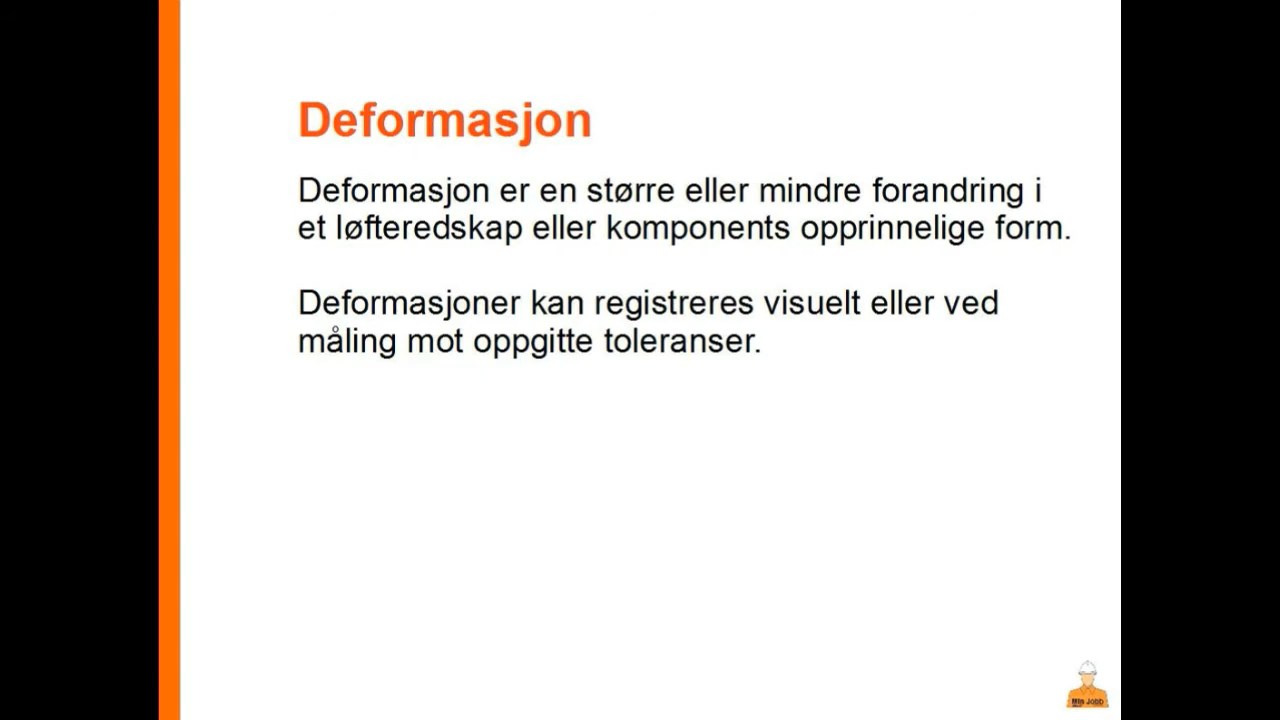 Deformasjon
Deformasjon er en større eller mindre forandring i
et løfteredskap eller komponents opprinnelige form.
Deformasjoner kan registreres visuelt eller ved
måling mot oppgitte toleranser.
Jobb